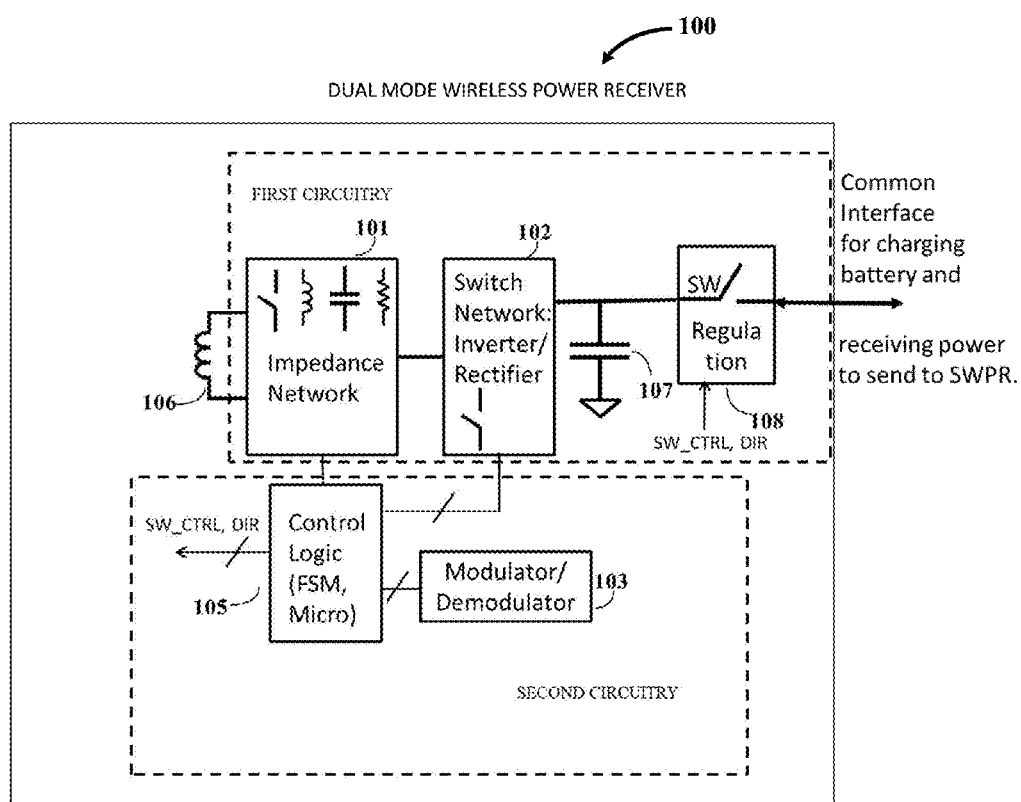 100
DUAL MODE WIRELESS POWER RECEIVER
FIRST CIRCUITRY
101
Impedance
Network
102
Switch
Network:
Inverter/
Rectifier
SW
Regula
tion
108
SW_CTRL, DIR
106
107
Common
Interface
for charging
battery and
receiving power
to send to SWPR.
SW_CTRL, DIR
105
Control
Logic
(FSM,
Micro)
Modulator/
Demodulator
103
SECOND CIRCUITRY